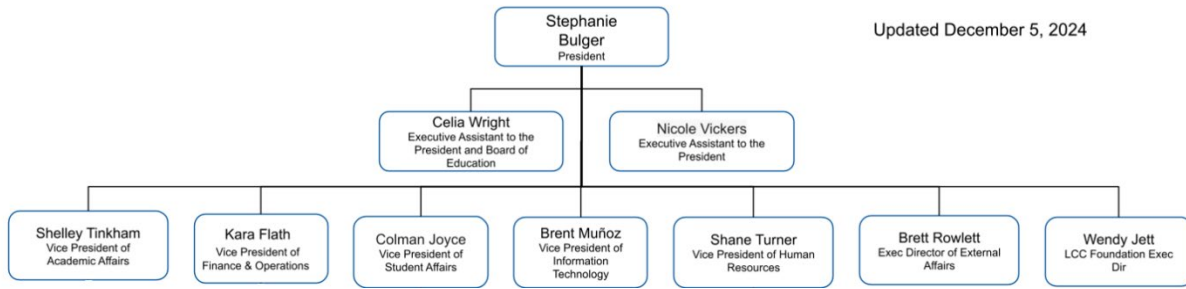 Stephanie
Bulger
President
Updated December 5, 2024
Celia Wright
Executive Assistant to the
President and Board of
Education
Nicole Vickers
Executive Assistant to the
President
Shelley Tinkham
Vice President of
Academic Affairs
Kara Flath
Vice President of
Finance & Operations
Colman Joyce
Vice President of
Student Affairs
Brent Muñoz
Vice President of
Information
Technology
Shane Turner
Vice President of Human
Resources
Brett Rowlett
Exec Director of External
Affairs
Wendy Jett
LCC Foundation Exec
Dir